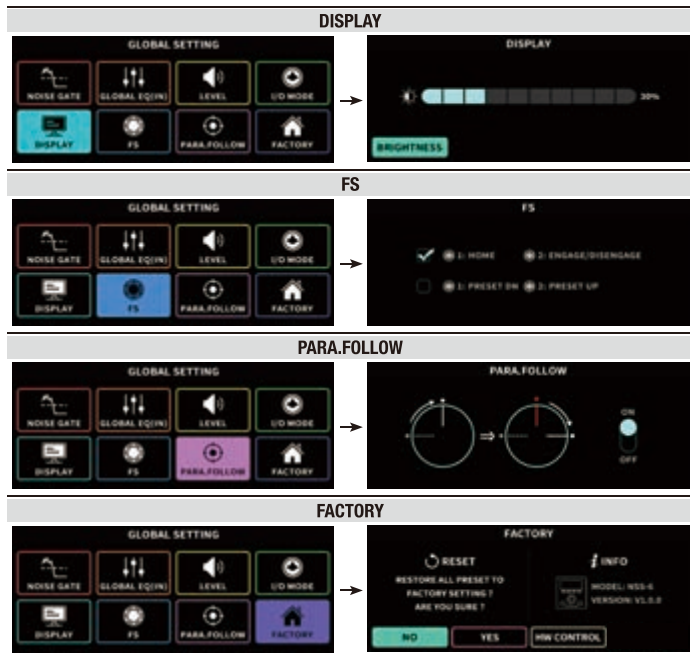 DISPLAY
GLOBAL SETTING
NOISE GATE GLOBAL EQ(IN) LEVEL I/O MODE
DISPLAY FS PARA.FOLLOW FACTORY
DISPLAY
30%
BRIGHTNESS
FS
GLOBAL SETTING
NOISE GATE GLOBAL EQ(IN) LEVEL I/O MODE
DISPLAY FS PARA.FOLLOW FACTORY
FS
1: HOME 2: ENGAGE/DISENGAGE
1: PRESET DN 2: PRESET UP
PARA.FOLLOW
GLOBAL SETTING
NOISE GATE GLOBAL EQ(IN) LEVEL I/O MODE
DISPLAY FS PARA.FOLLOW FACTORY
PARA.FOLLOW
ON
OFF
FACTORY
GLOBAL SETTING
NOISE GATE GLOBAL EQ(IN) LEVEL I/O MODE
DISPLAY FS PARA.FOLLOW FACTORY
FACTORY
RESET
RESTORE ALL PRESET TO
FACTORY SETTING ?
ARE YOU SURE ?
INFO
MODEL: NSS-6
VERSION: V1.0.0
NO YES HW CONTROL